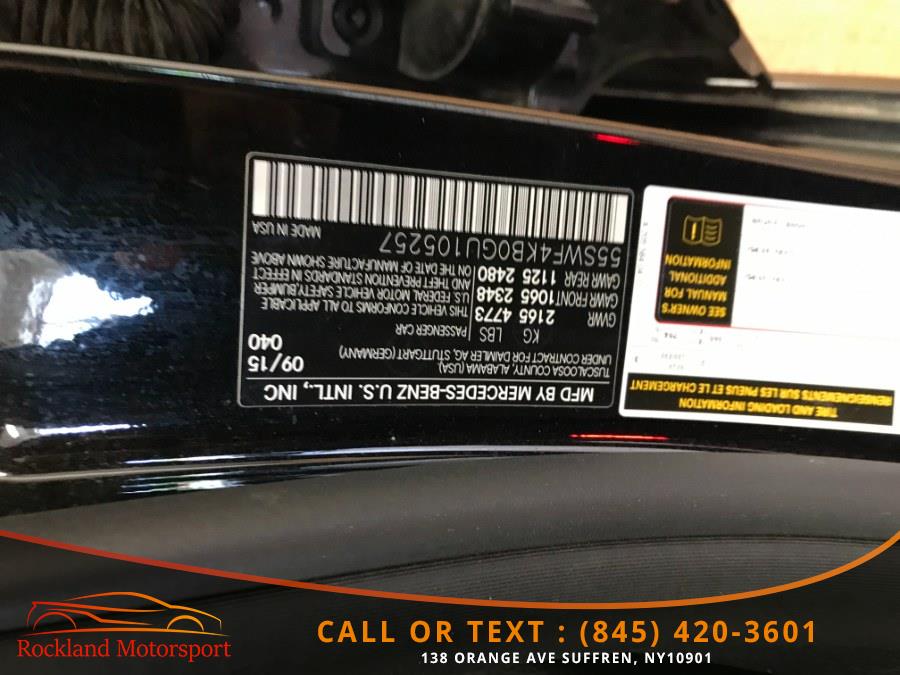 MFD BY MERCEDES-BENZ U.S. INTL., INC
TUSCALOOSA COUNTY, ALABAMA (USA)
UNDER CONTRACT FOR DAIMLER AG, STUTTGART (GERMANY)
09/15
040
PASSENGER CAR
KG LBS
GWR 2165 4773
GAWR FRONT 1065 2348
GAWR REAR 1125 2480
THIS VEHICLE CONFORMS TO ALL APPLICABLE
U.S. FEDERAL MOTOR VEHICLE SAFETY, BUMPER
AND THEFT PREVENTION STANDARDS IN EFFECT
ON THE DATE OF MANUFACTURE SHOWN ABOVE
55SWF4KB0GU105257
MADE IN USA
TIRE AND LOADING INFORMATION
RENSEIGNEMENTS SUR LES PNEUS ET LE CHARGEMENT
SEE OWNER'S
MANUAL FOR
ADDITIONAL
INFORMATION
Rockland Motorsport
CALL OR TEXT : (845) 420-3601
138 ORANGE AVE SUFFREN, NY10901